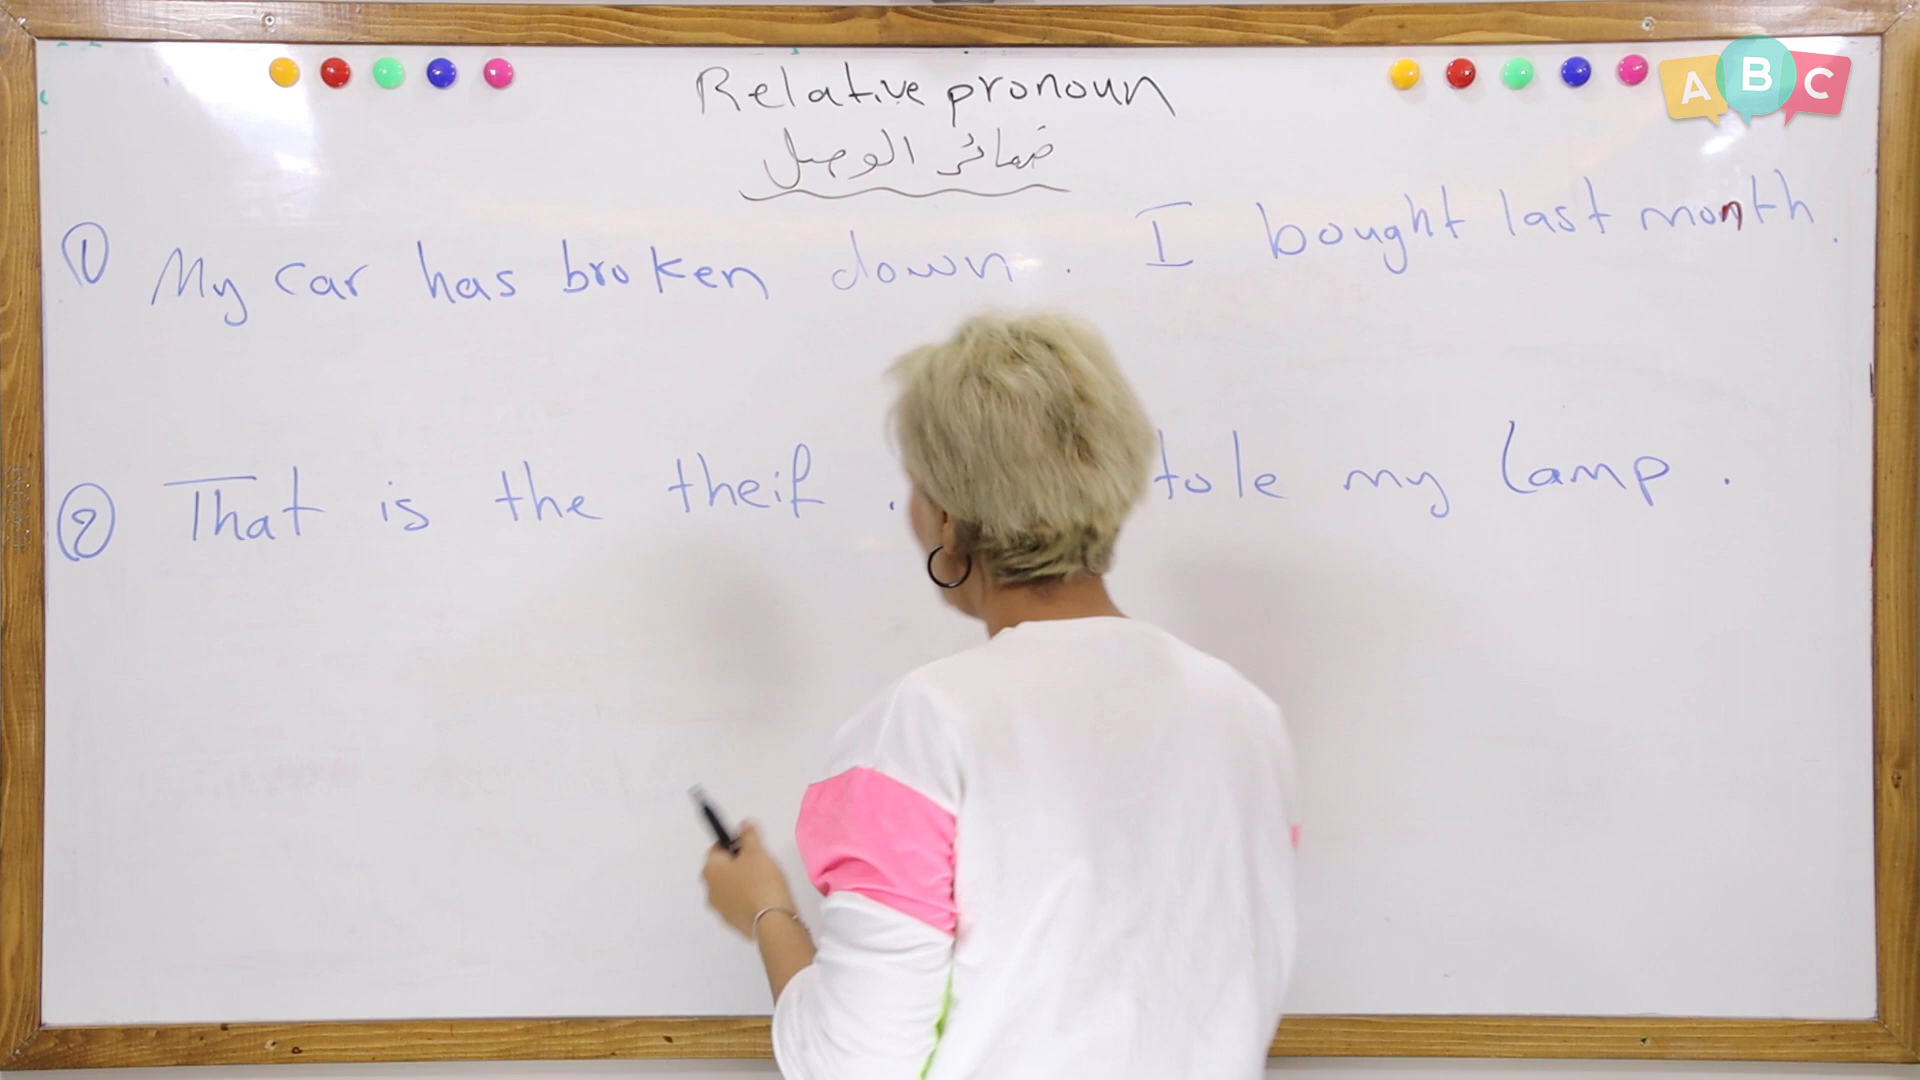 Relative pronoun
ضمائر الوصل
① My car has broken down. I bought last month.
② That is the theif . tole my lamp.
A B C